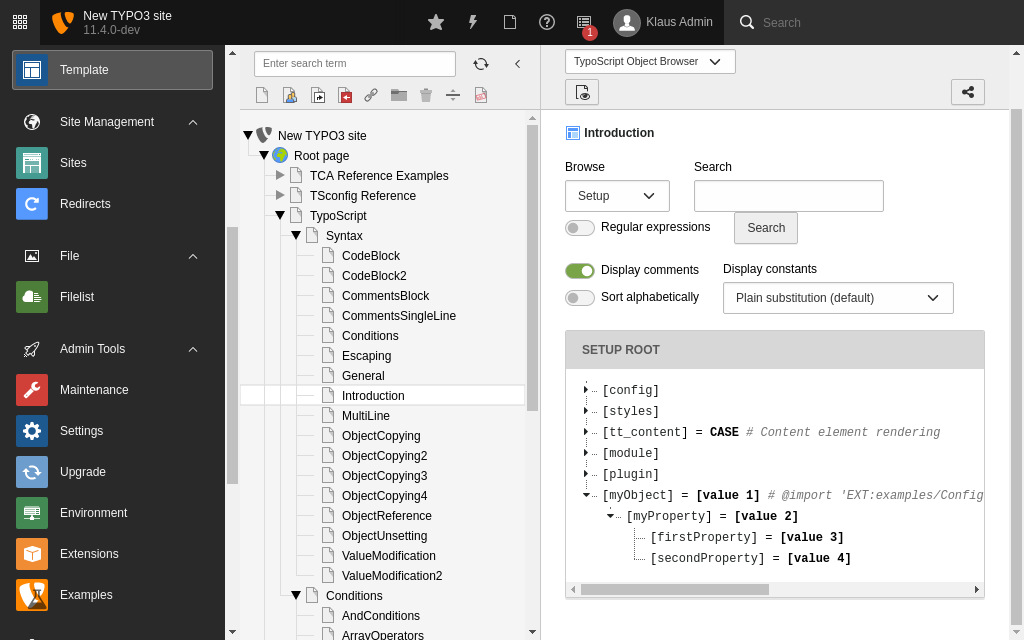 New TYPO3 site
11.4.0-dev
1
Klaus Admin
Search
Template
Site Management
Sites
Redirects
File
Filelist
Admin Tools
Maintenance
Settings
Upgrade
Environment
Extensions
Examples
Enter search term
New TYPO3 site
Root page
TCA Reference Examples
TSconfig Reference
TypoScript
Syntax
CodeBlock
CodeBlock2
CommentsBlock
CommentsSingleLine
Conditions
Escaping
General
Introduction
MultiLine
ObjectCopying
ObjectCopying2
ObjectCopying3
ObjectCopying4
ObjectReference
ObjectUnsetting
ValueModification
ValueModification2
Conditions
AndConditions
ArrayOperators
TypoScript Object Browser
Introduction
Browse
Search
Setup
Regular expressions
Search
Display comments
Display constants
Sort alphabetically
Plain substitution (default)
SETUP ROOT
[config]
[styles]
[tt_content] = CASE # Content element rendering
[module]
[plugin]
[myObject] = [value 1] # @import 'EXT:examples/Config
[myProperty] = [value 2]
[firstProperty] = [value 3]
[secondProperty] = [value 4]